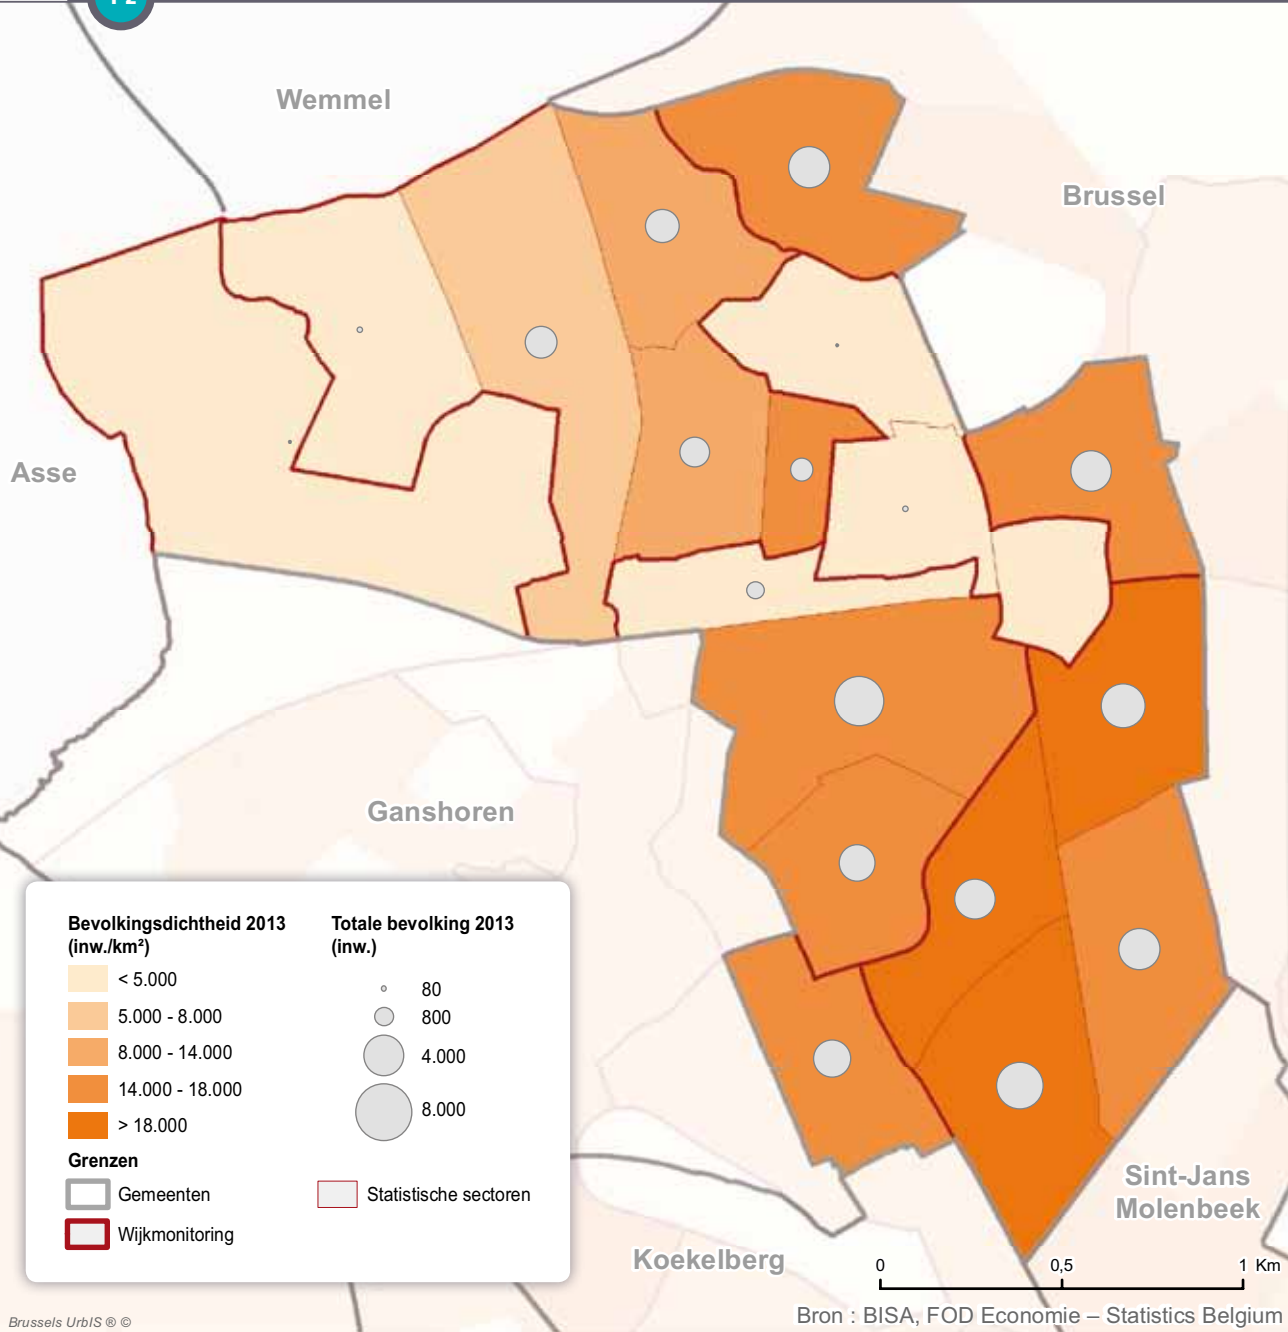 Wemmel
Brussel
Asse
Ganshoren
Bevolkingsdichtheid 2013
(inw./km²)
< 5.000
5.000 - 8.000
8.000 - 14.000
14.000 - 18.000
> 18.000
Grenzen
Gemeenten
Wijkmonitoring
Totale bevolking 2013
(inw.)
80
800
4.000
8.000
Statistische sectoren
Sint-Jans
Molenbeek
Koekelberg
0 0,5 1 Km
Bron : BISA, FOD Economie – Statistics Belgium
Brussels UrbIS ® ©